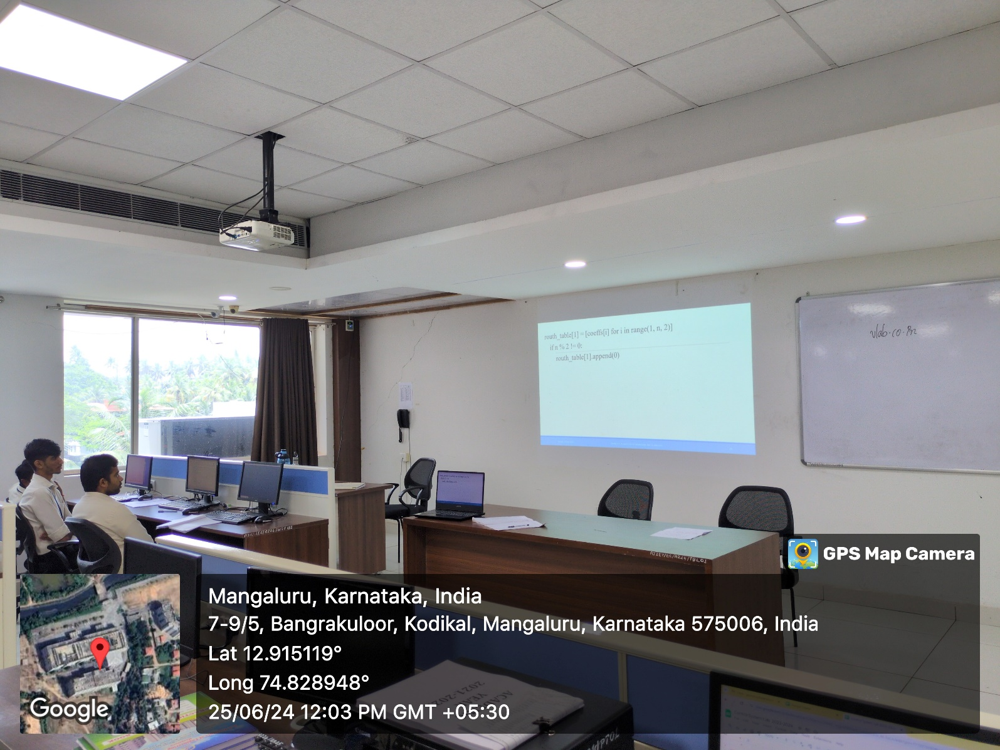 routh_table[1] = [coeffs[i] for i in range(1, n, 2)]
if n % 2 != 0:
routh_table[1].append(0)
vlab.co.in
GPS Map Camera
Mangaluru, Karnataka, India
7-9/5, Bangrakuloor, Kodikal, Mangaluru, Karnataka 575006, India
Lat 12.915119°
Long 74.828948°
25/06/24 12:03 PM GMT +05:30
Google